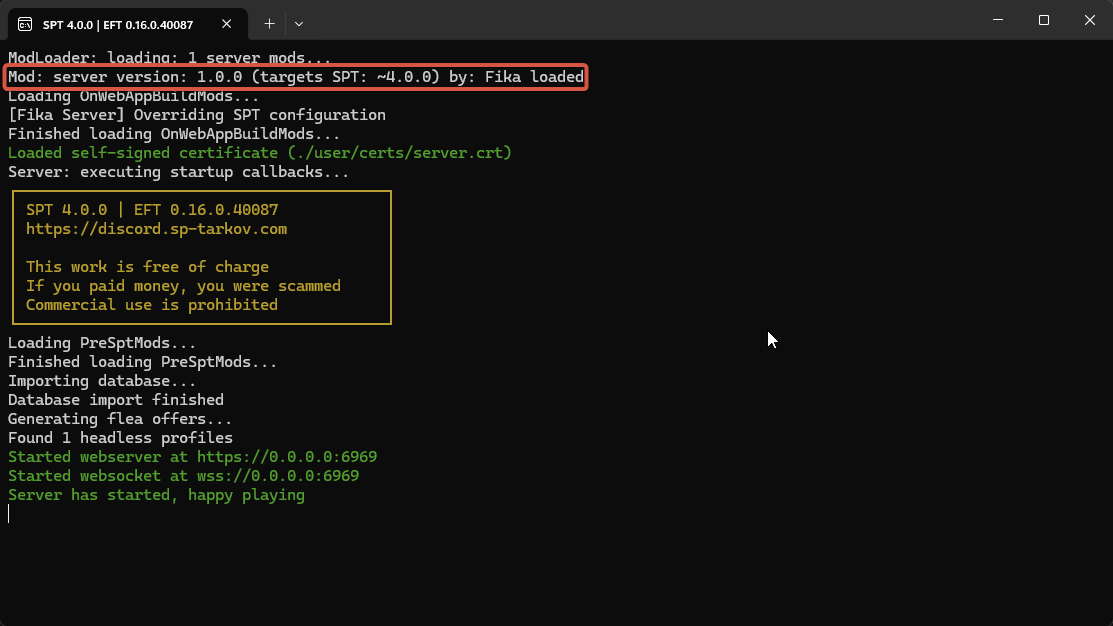 SPT 4.0.0 | EFT 0.16.0.40087
ModLoader: loading: 1 server mods...
Mod: server version: 1.0.0 (targets SPT: ~4.0.0) by: Fika loaded
Loading OnWebAppBuildMods...
[Fika Server] Overriding SPT configuration
Finished loading OnWebAppBuildMods...
Loaded self-signed certificate (./user/certs/server.crt)
Server: executing startup callbacks...
SPT 4.0.0 | EFT 0.16.0.40087
https://discord.sp-tarkov.com
This work is free of charge
If you paid money, you were scammed
Commercial use is prohibited
Loading PreSptMods...
Finished loading PreSptMods...
Importing database...
Database import finished
Generating flea offers...
Found 1 headless profiles
Started webserver at https://0.0.0.0:6969
Started websocket at wss://0.0.0.0:6969
Server has started, happy playing